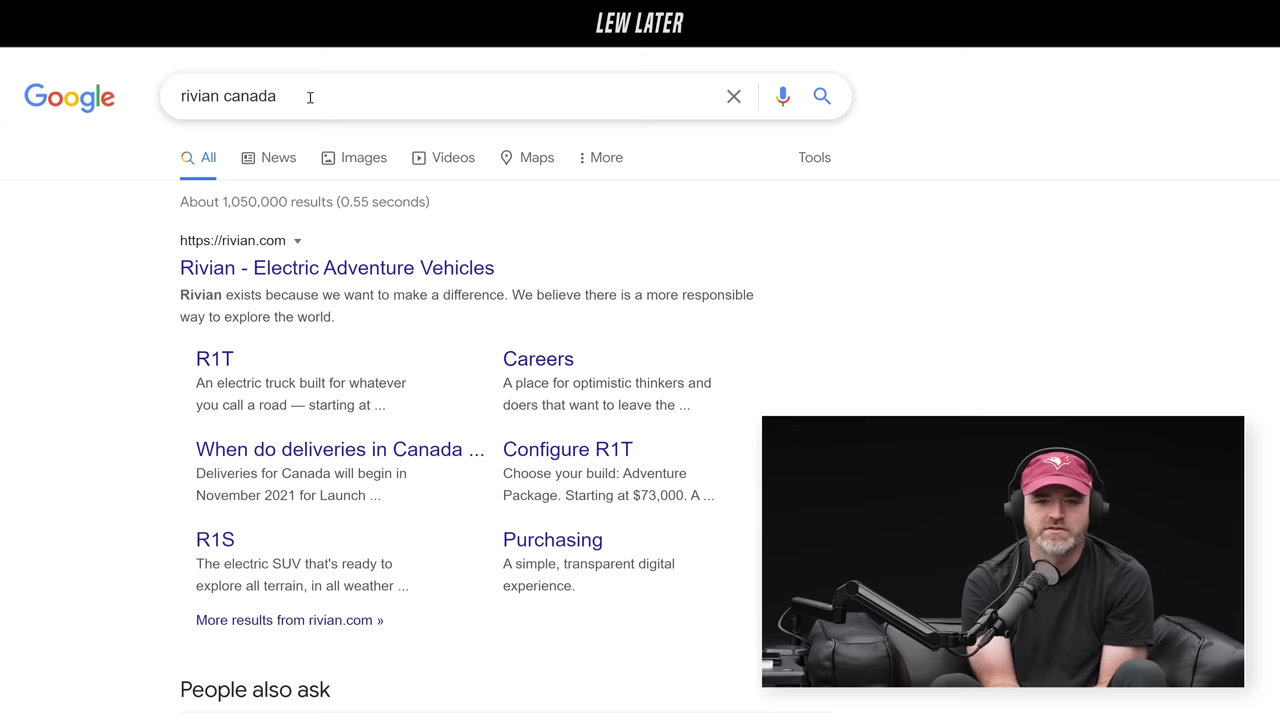 LEW LATER
Google
rivian canada
All News Images Videos Maps More Tools
About 1,050,000 results (0.55 seconds)
https://rivian.com
Rivian - Electric Adventure Vehicles
Rivian exists because we want to make a difference. We believe there is a more responsible
way to explore the world.
R1T
An electric truck built for whatever
you call a road — starting at ...
Careers
A place for optimistic thinkers and
doers that want to leave the ...
When do deliveries in Canada ...
Deliveries for Canada will begin in
November 2021 for Launch ...
Configure R1T
Choose your build: Adventure
Package. Starting at $73,000. A ...
R1S
The electric SUV that's ready to
explore all terrain, in all weather ...
Purchasing
A simple, transparent digital
experience.
More results from rivian.com »
People also ask